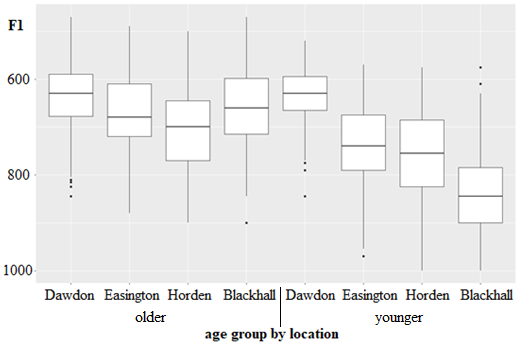 F1
600
800
1000
Dawdon Easington Horden Blackhall Dawdon Easington Horden Blackhall
older younger
age group by location